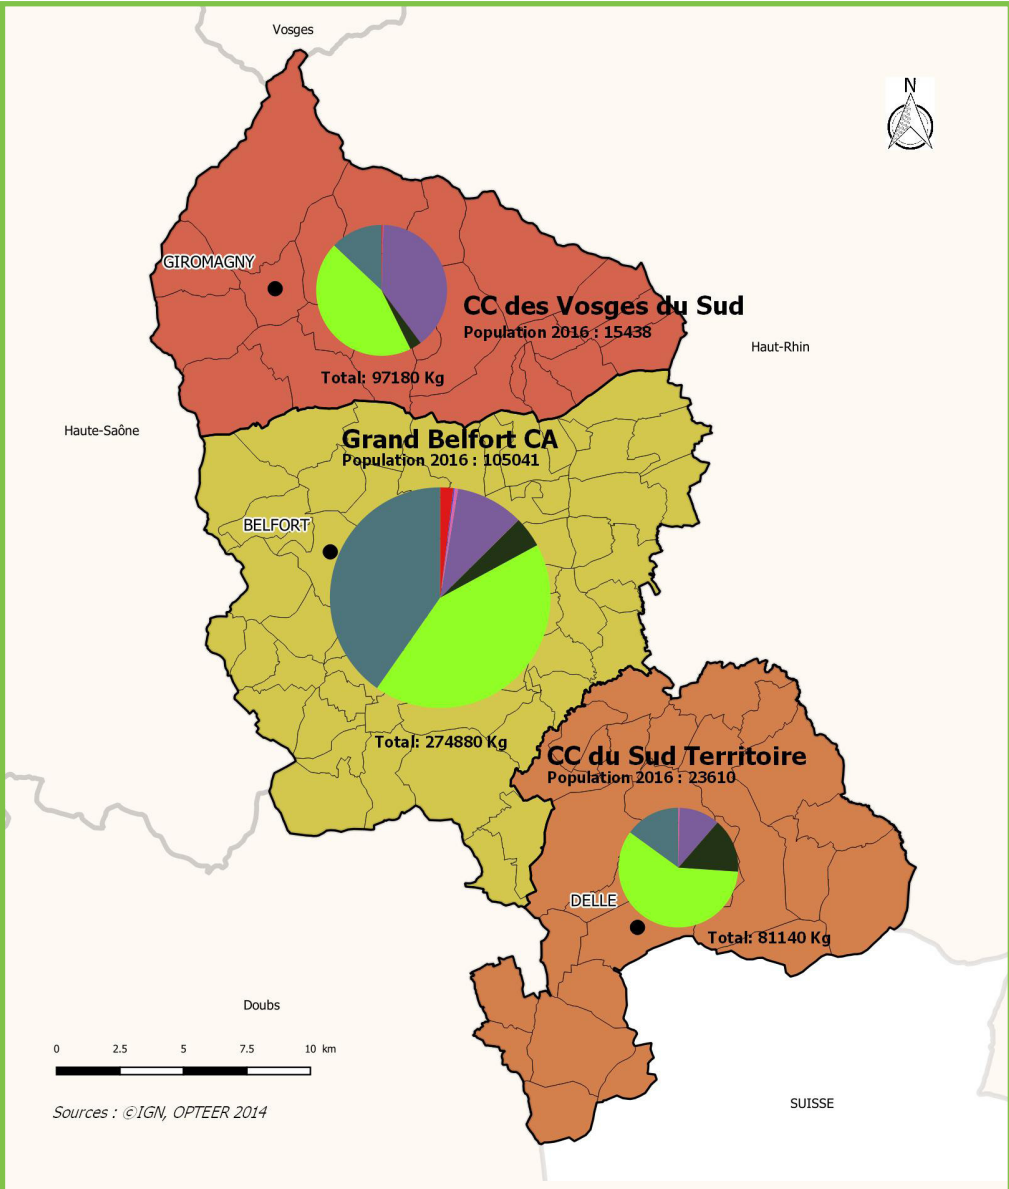 Vosges
N
GIROMAGNY
CC des Vosges du Sud
Population 2016 : 15438
Haut-Rhin
Total: 97180 Kg
Haute-Saône
Grand Belfort CA
Population 2016 : 105041
BELFORT
Total: 274880 Kg
CC du Sud Territoire
Population 2016 : 23610
DELLE
Total: 81140 Kg
Doubs
0 2.5 5 7.5 10 km
Sources : ©IGN, OPTEER 2014
SUISSE